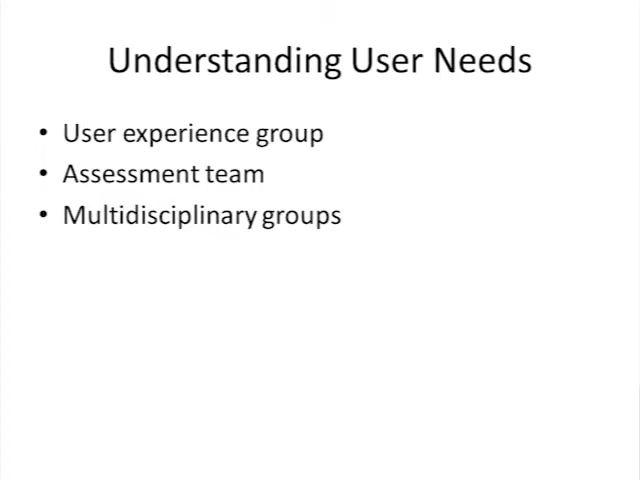 Understanding User Needs
• User experience group
• Assessment team
• Multidisciplinary groups